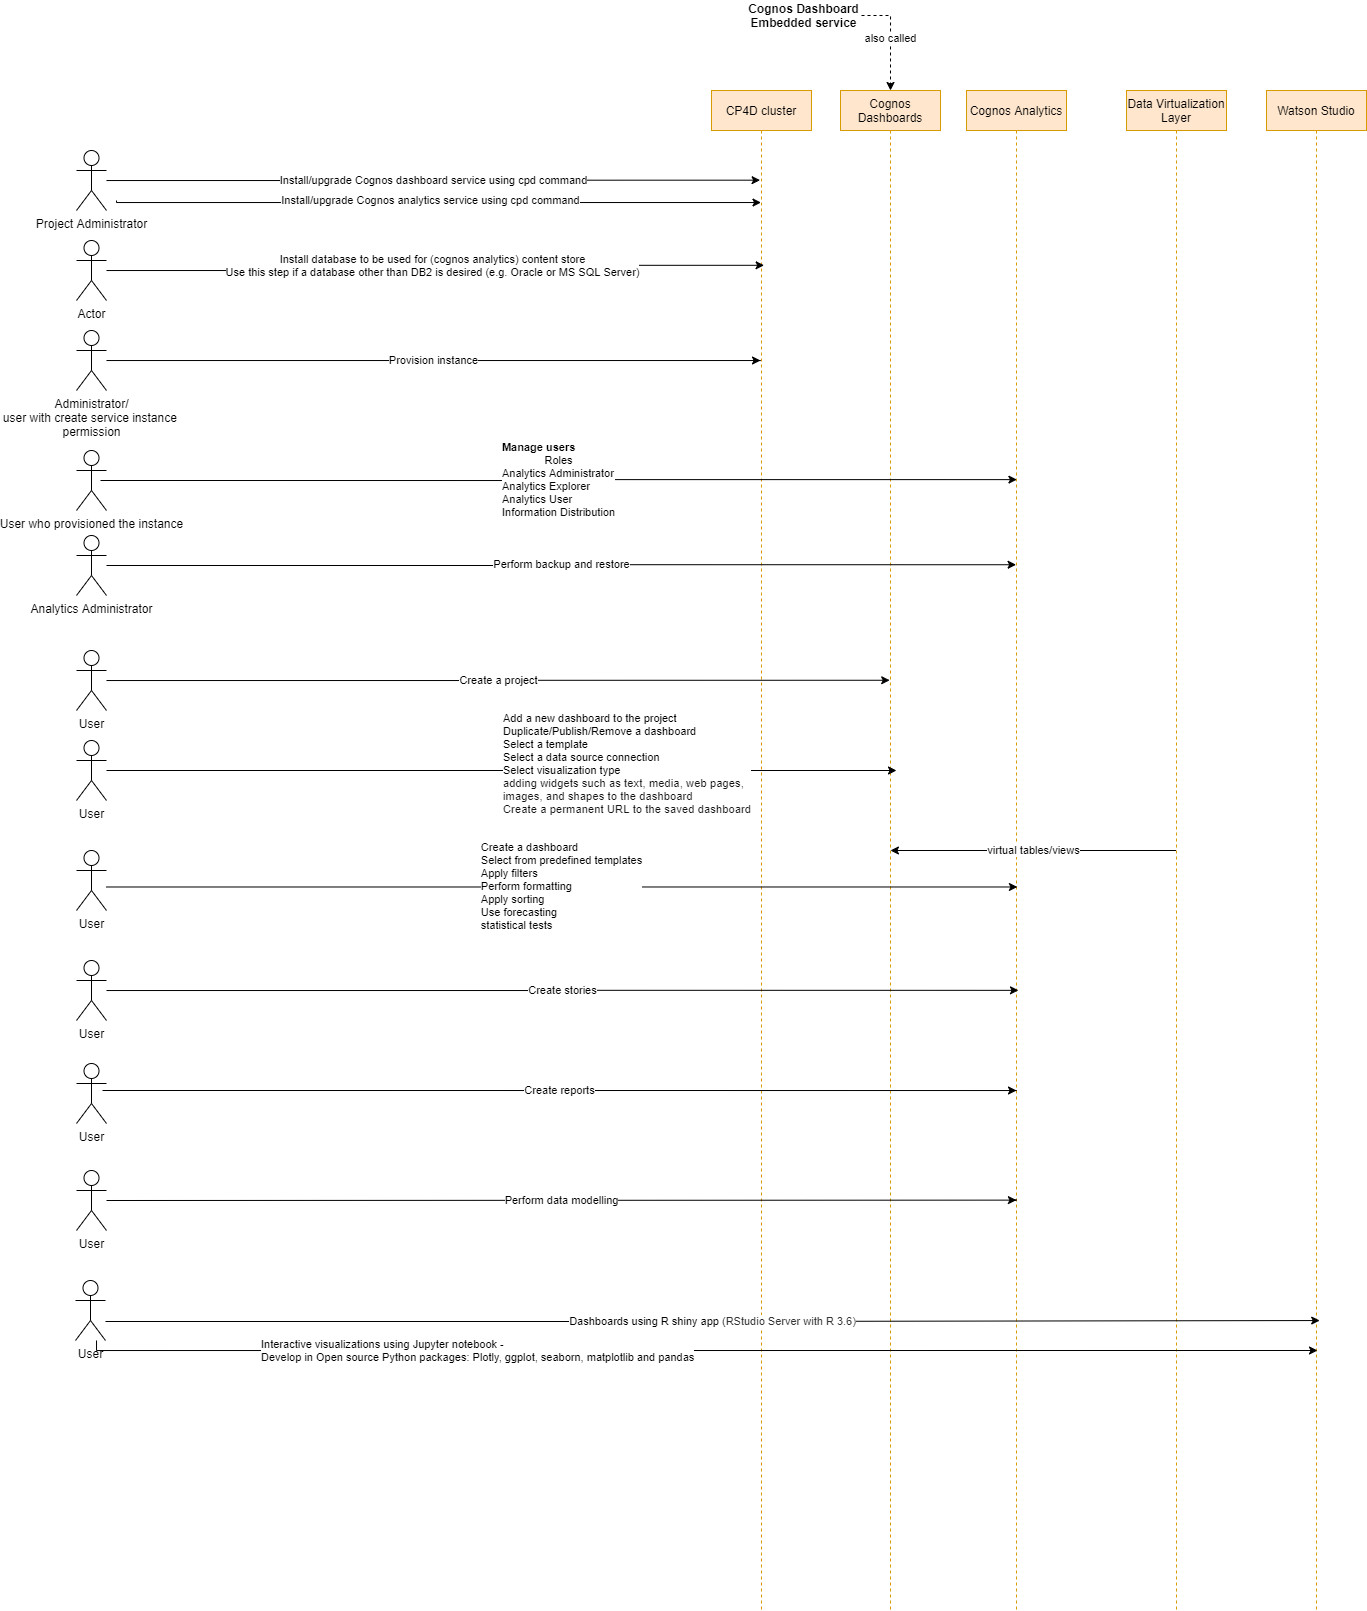 Cognos Dashboard
Embedded service
also called
CP4D cluster
Cognos
Dashboards
Cognos Analytics
Data Virtualization
Layer
Watson Studio
Install/upgrade Cognos dashboard service using cpd command
Install/upgrade Cognos analytics service using cpd command
Project Administrator
Install database to be used for (cognos analytics) content store
Use this step if a database other than DB2 is desired (e.g. Oracle or MS SQL Server)
Actor
Provision instance
Administrator/
user with create service instance
permission
Manage users
Roles
Analytics Administrator
Analytics Explorer
Analytics User
Information Distribution
User who provisioned the instance
Perform backup and restore
Analytics Administrator
Create a project
User
Add a new dashboard to the project
Duplicate/Publish/Remove a dashboard
Select a template
Select a data source connection
Select visualization type
adding widgets such as text, media, web pages,
images, and shapes to the dashboard
Create a permanent URL to the saved dashboard
User
virtual tables/views
Create a dashboard
Select from predefined templates
Apply filters
Perform formatting
Apply sorting
Use forecasting
statistical tests
User
Create stories
User
Create reports
User
Perform data modelling
User
Dashboards using R shiny app (RStudio Server with R 3.6)
Interactive visualizations using Jupyter notebook -
Develop in Open source Python packages: Plotly, ggplot, seaborn, matplotlib and pandas
User